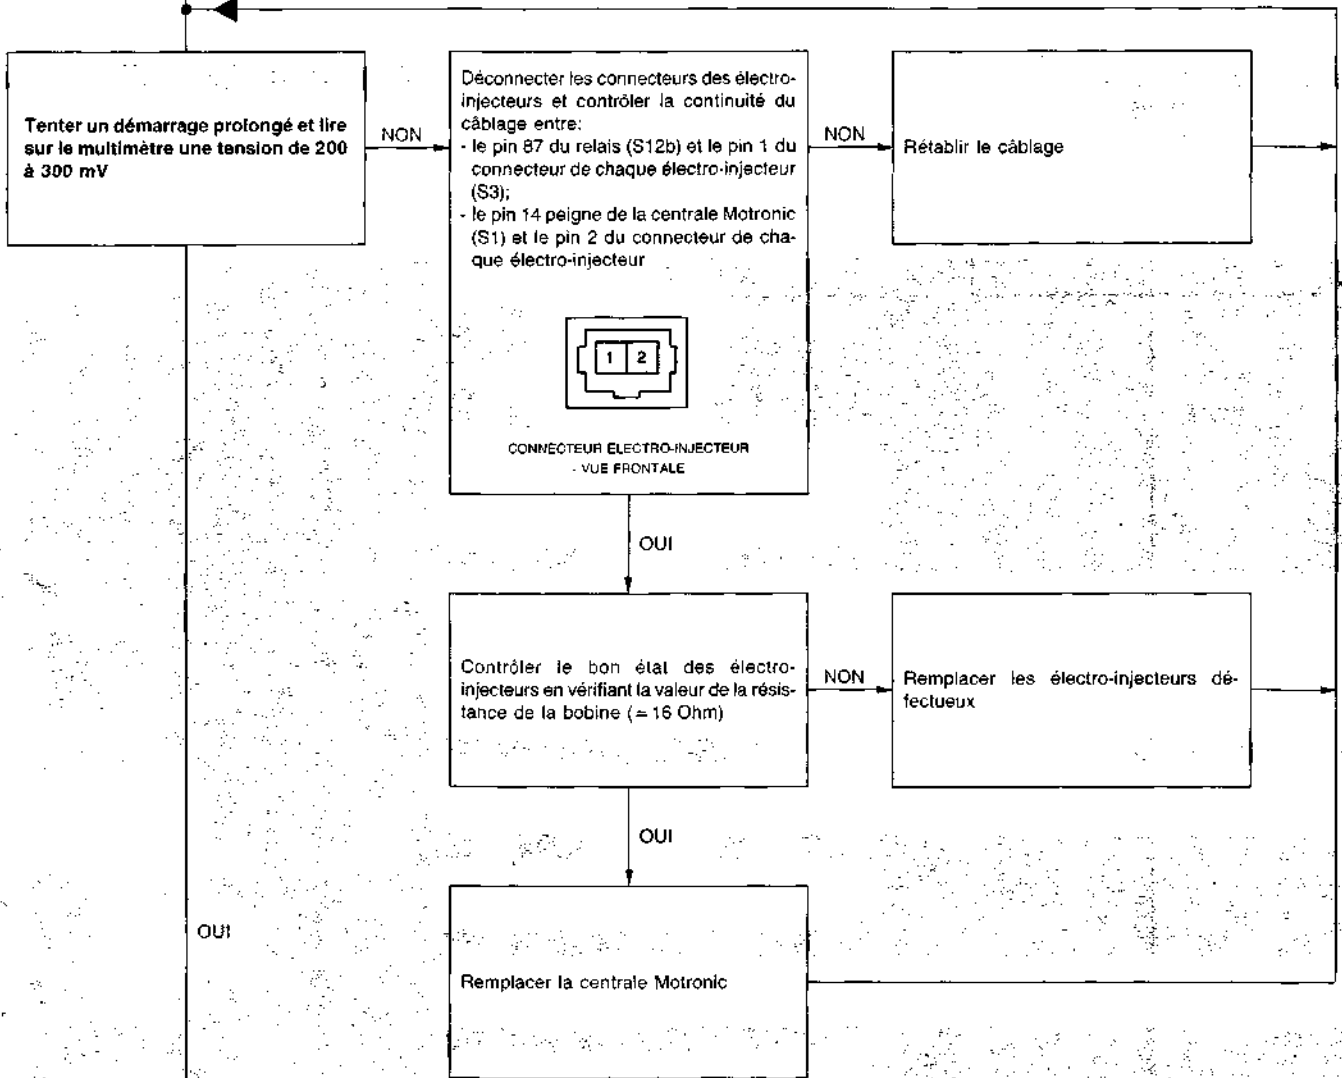 Tenter un démarrage prolongé et lire
sur le multimètre une tension de 200
à 300 mV
NON
Déconnecter les connecteurs des électro-
injecteurs et contrôler la continuité du
câblage entre:
- le pin 87 du relais (S12b) et le pin 1 du
connecteur de chaque électro-injecteur
(S3);
- le pin 14 peigne de la centrale Motronic
(S1) et le pin 2 du connecteur de cha-
que électro-injecteur
1 2
CONNECTEUR ELECTRO-INJECTEUR
- VUE FRONTALE
NON
Rétablir le câblage
OUI
Contrôler le bon état des électro-
injecteurs en vérifiant la valeur de la résis-
tance de la bobine (≃ 16 Ohm)
NON
Remplacer les électro-injecteurs dé-
fectueux
OUI
OUI
Remplacer la centrale Motronic